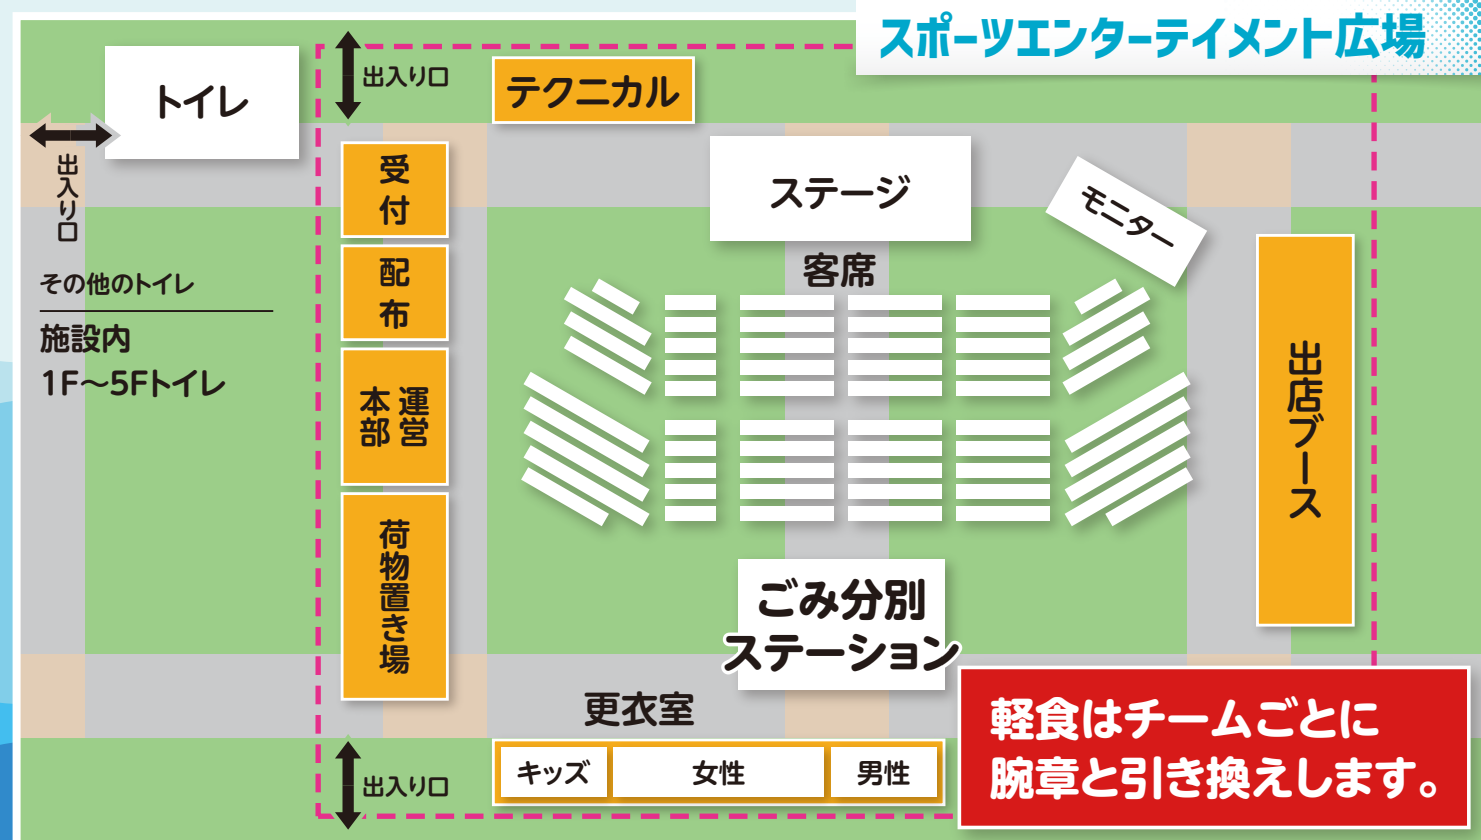 スポーツエンターテイメント広場
トイレ
出入り口
テクニカル
出入り口
受付
ステージ
モニター
客席
その他のトイレ
施設内
1F〜5Fトイレ
配布
運営
本部
出店ブース
荷物置き場
ごみ分別
ステーション
更衣室
キッズ
女性
男性
出入り口
軽食はチームごとに
腕章と引き換えします。